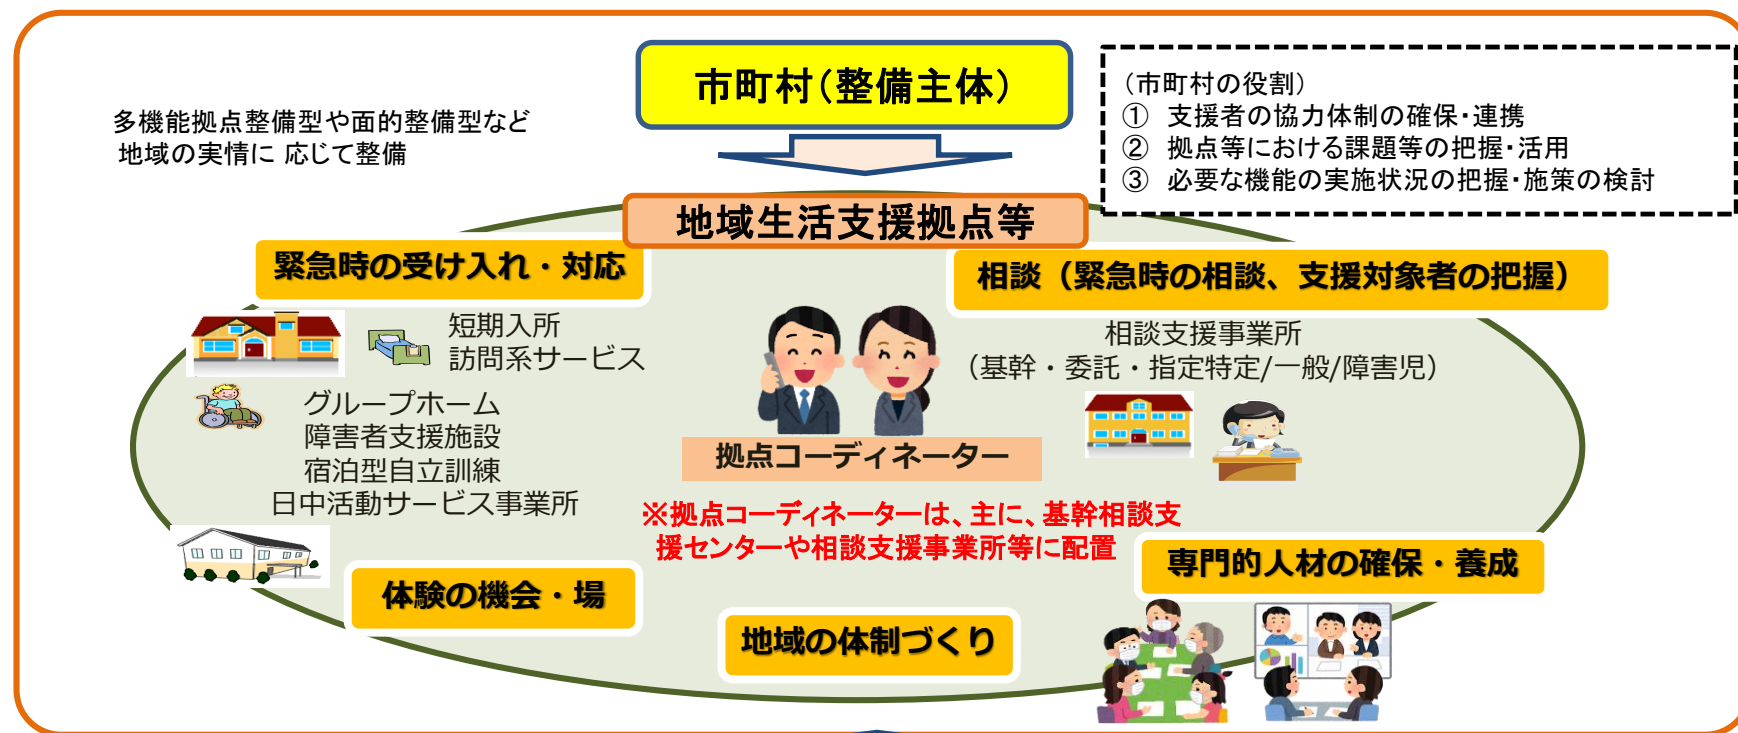 市町村（整備主体）
多機能拠点整備型や面的整備型など
地域の実情に 応じて整備
（市町村の役割）
① 支援者の協力体制の確保・連携
② 拠点等における課題等の把握・活用
③ 必要な機能の実施状況の把握・施策の検討
地域生活支援拠点等
緊急時の受け入れ・対応
相談（緊急時の相談、支援対象者の把握）
短期入所
訪問系サービス
相談支援事業所
（基幹・委託・指定特定/一般/障害児）
グループホーム
障害者支援施設
宿泊型自立訓練
日中活動サービス事業所
拠点コーディネーター
※拠点コーディネーターは、主に、基幹相談支
援センターや相談支援事業所等に配置
専門的人材の確保・養成
体験の機会・場
地域の体制づくり